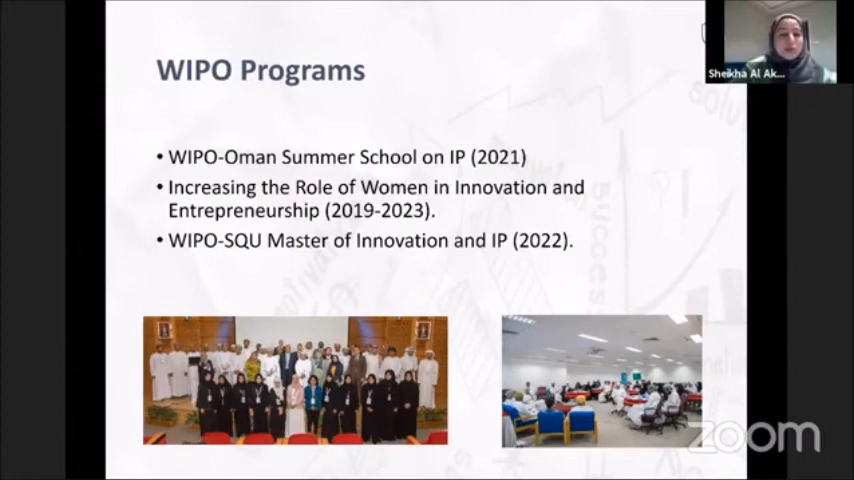 WIPO Programs
Sheikha Al Ak...
• WIPO-Oman Summer School on IP (2021)
• Increasing the Role of Women in Innovation and
Entrepreneurship (2019-2023).
• WIPO-SQU Master of Innovation and IP (2022).
success
zoom